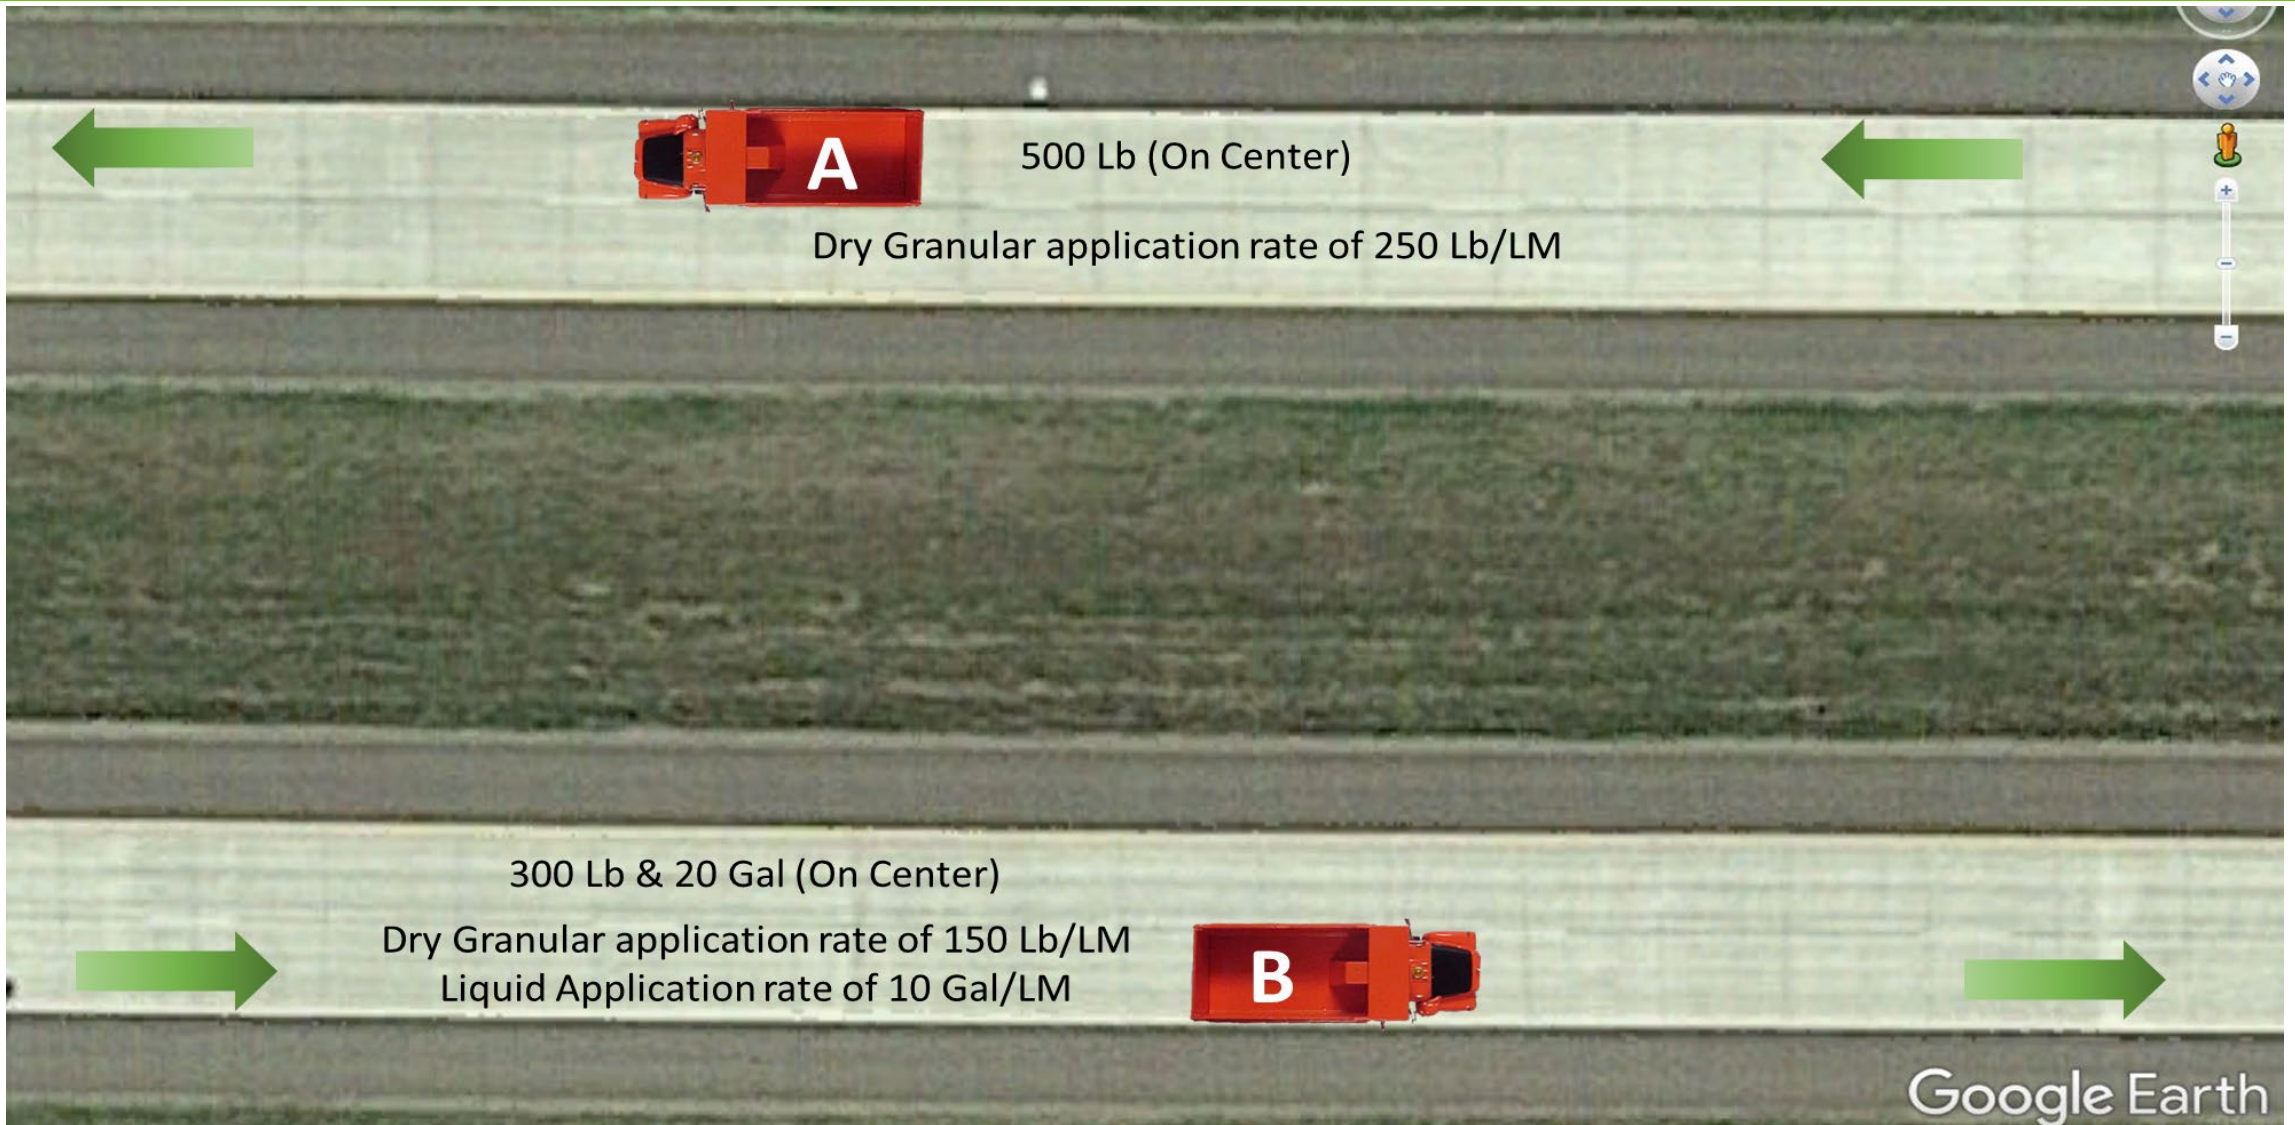 A
500 Lb (On Center)
Dry Granular application rate of 250 Lb/LM
300 Lb & 20 Gal (On Center)
Dry Granular application rate of 150 Lb/LM
Liquid Application rate of 10 Gal/LM
B
Google Earth